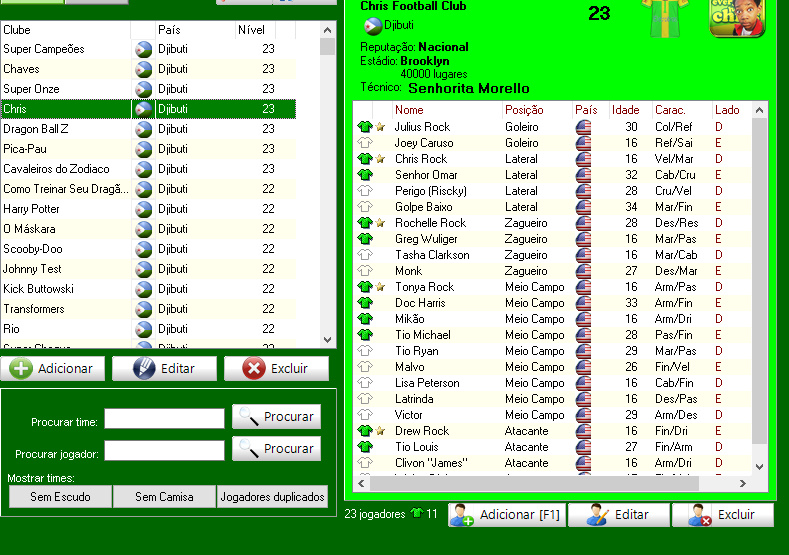 Clube País Nível
Super Campeões Djibuti 23
Chaves Djibuti 23
Super Onze Djibuti 23
Chris Djibuti 23
Dragon Ball Z Djibuti 23
Pica-Pau Djibuti 23
Cavaleiros do Zodiaco Djibuti 23
Como Treinar Seu Dragã... Djibuti 22
Harry Potter Djibuti 22
O Máskara Djibuti 22
Scooby-Doo Djibuti 22
Johnny Test Djibuti 22
Kick Buttowski Djibuti 22
Transformers Djibuti 22
Rio Djibuti 22
Adicionar Editar Excluir
Procurar time: Procurar
Procurar jogador: Procurar
Mostrar times:
Sem Escudo Sem Camisa Jogadores duplicados
Chris Football Club
23
Djibuti
Reputação: Nacional
Estádio: Brooklyn
40000 lugares
Técnico: Senhorita Morello
Nome Posição País Idade Carac. Lado
Julius Rock Goleiro 30 Col/Ref D
Joey Caruso Goleiro 16 Ref/Sai E
Chris Rock Lateral 16 Vel/Mar D
Senhor Omar Lateral 32 Cab/Cru E
Perigo (Riscky) Lateral 28 Cru/Vel D
Golpe Baixo Lateral 34 Mar/Fin E
Rochelle Rock Zagueiro 28 Des/Res D
Greg Wuliger Zagueiro 16 Mar/Pas E
Tasha Clarkson Zagueiro 16 Mar/Cab D
Monk Zagueiro 27 Des/Mar E
Tonya Rock Meio Campo 16 Arm/Pas D
Doc Harris Meio Campo 33 Arm/Fin E
Mikão Meio Campo 16 Arm/Dri D
Tio Michael Meio Campo 28 Pas/Fin E
Tio Ryan Meio Campo 29 Mar/Pas D
Malvo Meio Campo 26 Fin/Vel E
Lisa Peterson Meio Campo 16 Cab/Fin D
Latrinda Meio Campo 16 Des/Pas E
Victor Meio Campo 29 Arm/Des D
Drew Rock Atacante 16 Fin/Dri E
Tio Louis Atacante 27 Fin/Arm D
Clivon "James" Atacante 16 Arm/Dri D
23 jogadores 11 Adicionar [F1] Editar Excluir